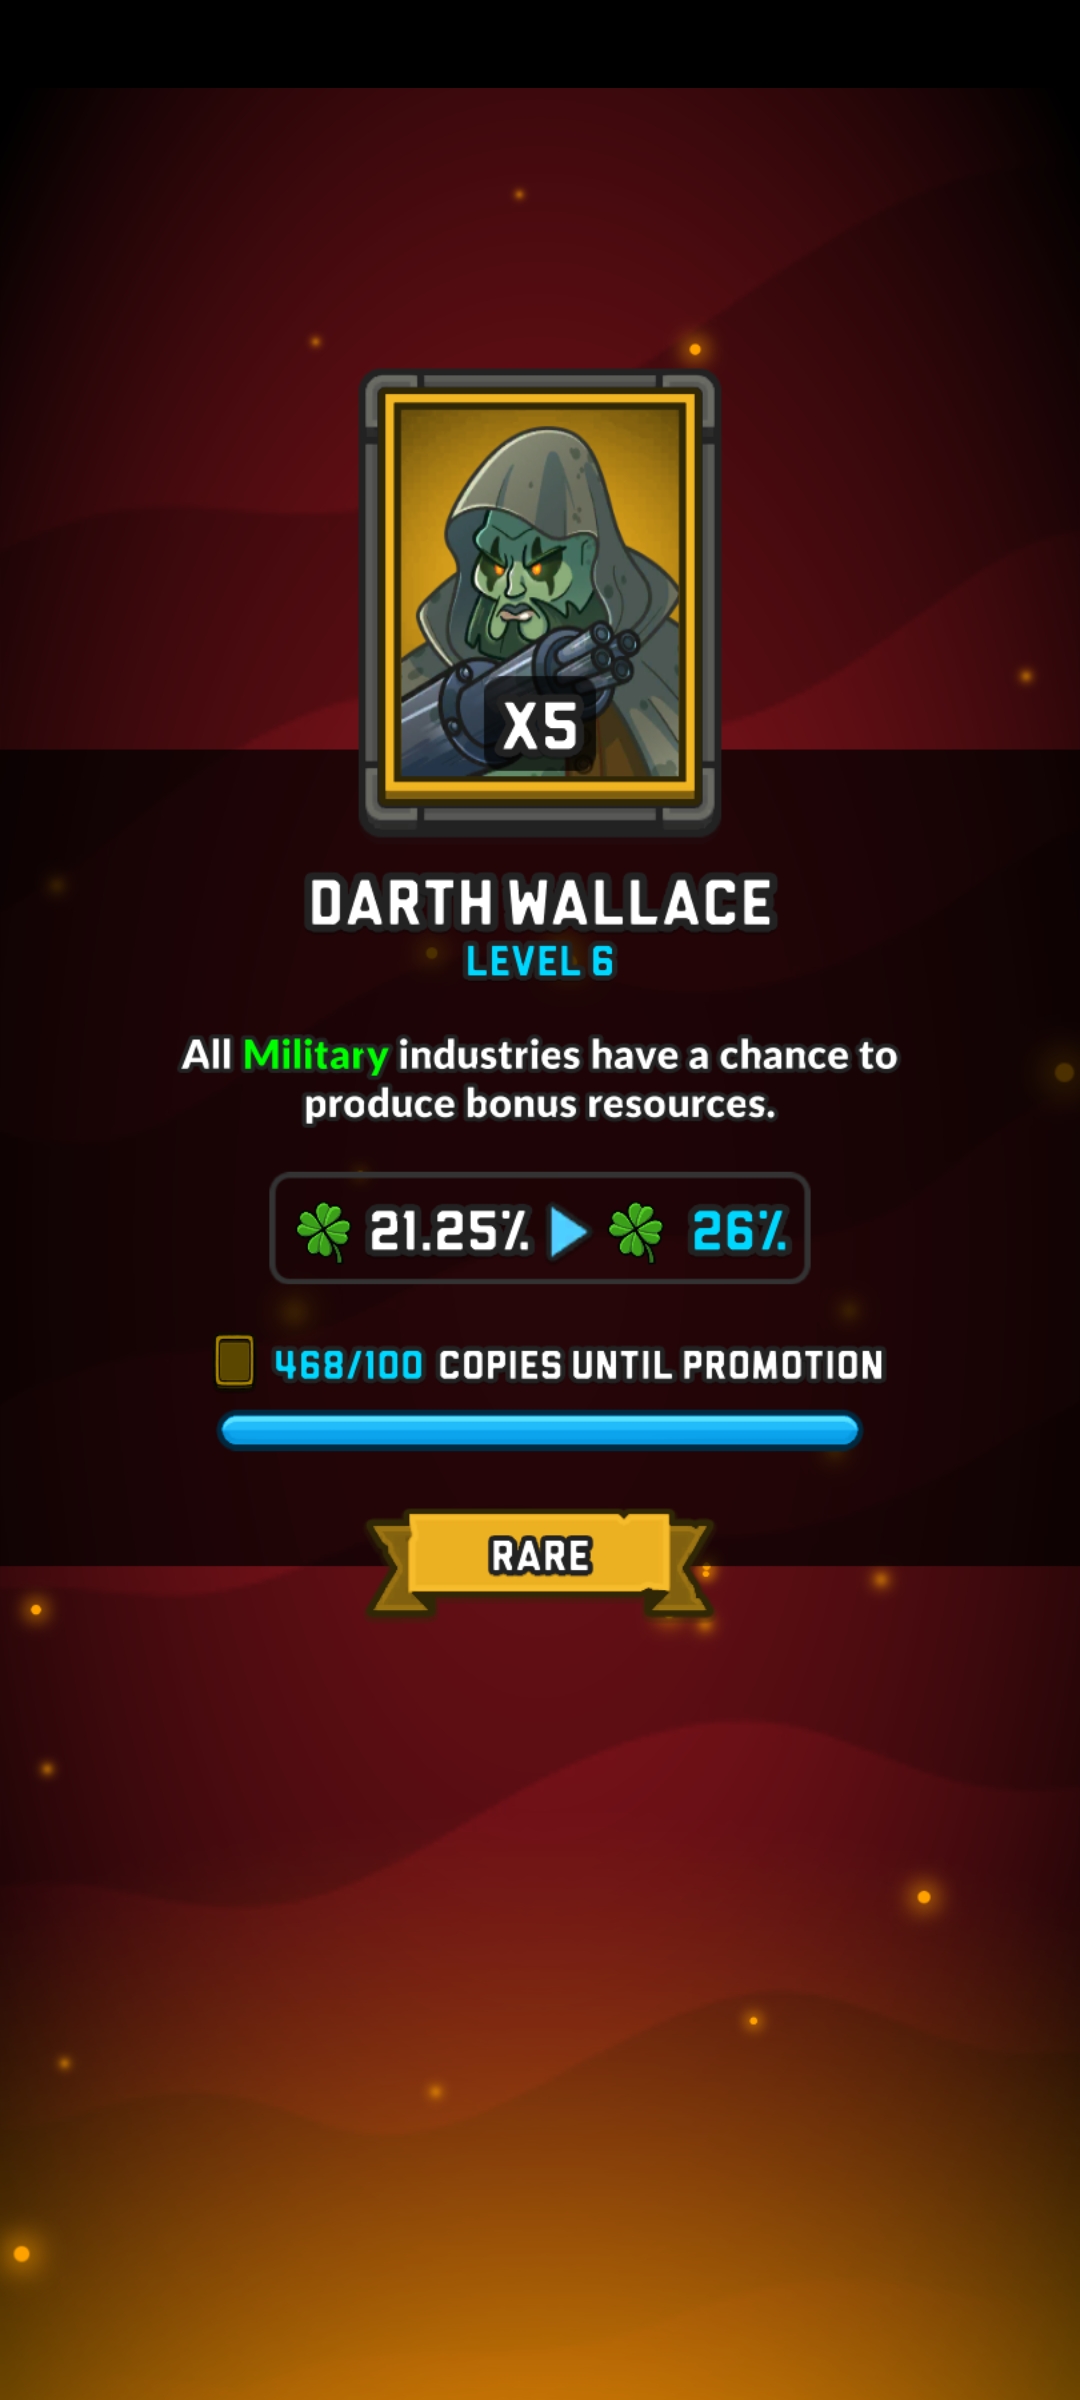 X5
DARTH WALLACE
LEVEL 6
All Military industries have a chance to
produce bonus resources.
21.25% 26%
468/100 COPIES UNTIL PROMOTION
RARE